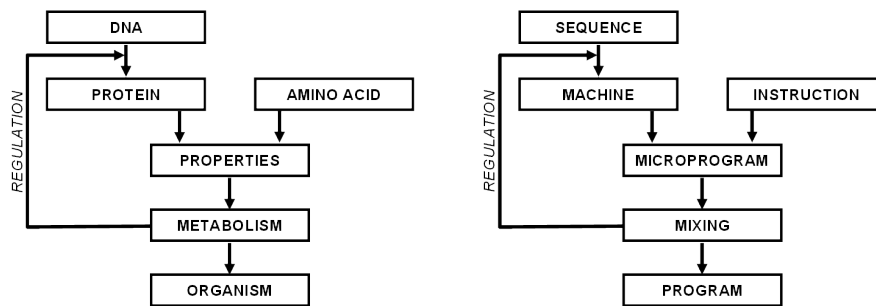 DNA
PROTEIN
AMINO ACID
PROPERTIES
METABOLISM
ORGANISM
REGULATION
SEQUENCE
MACHINE
INSTRUCTION
MICROPROGRAM
MIXING
PROGRAM
REGULATION